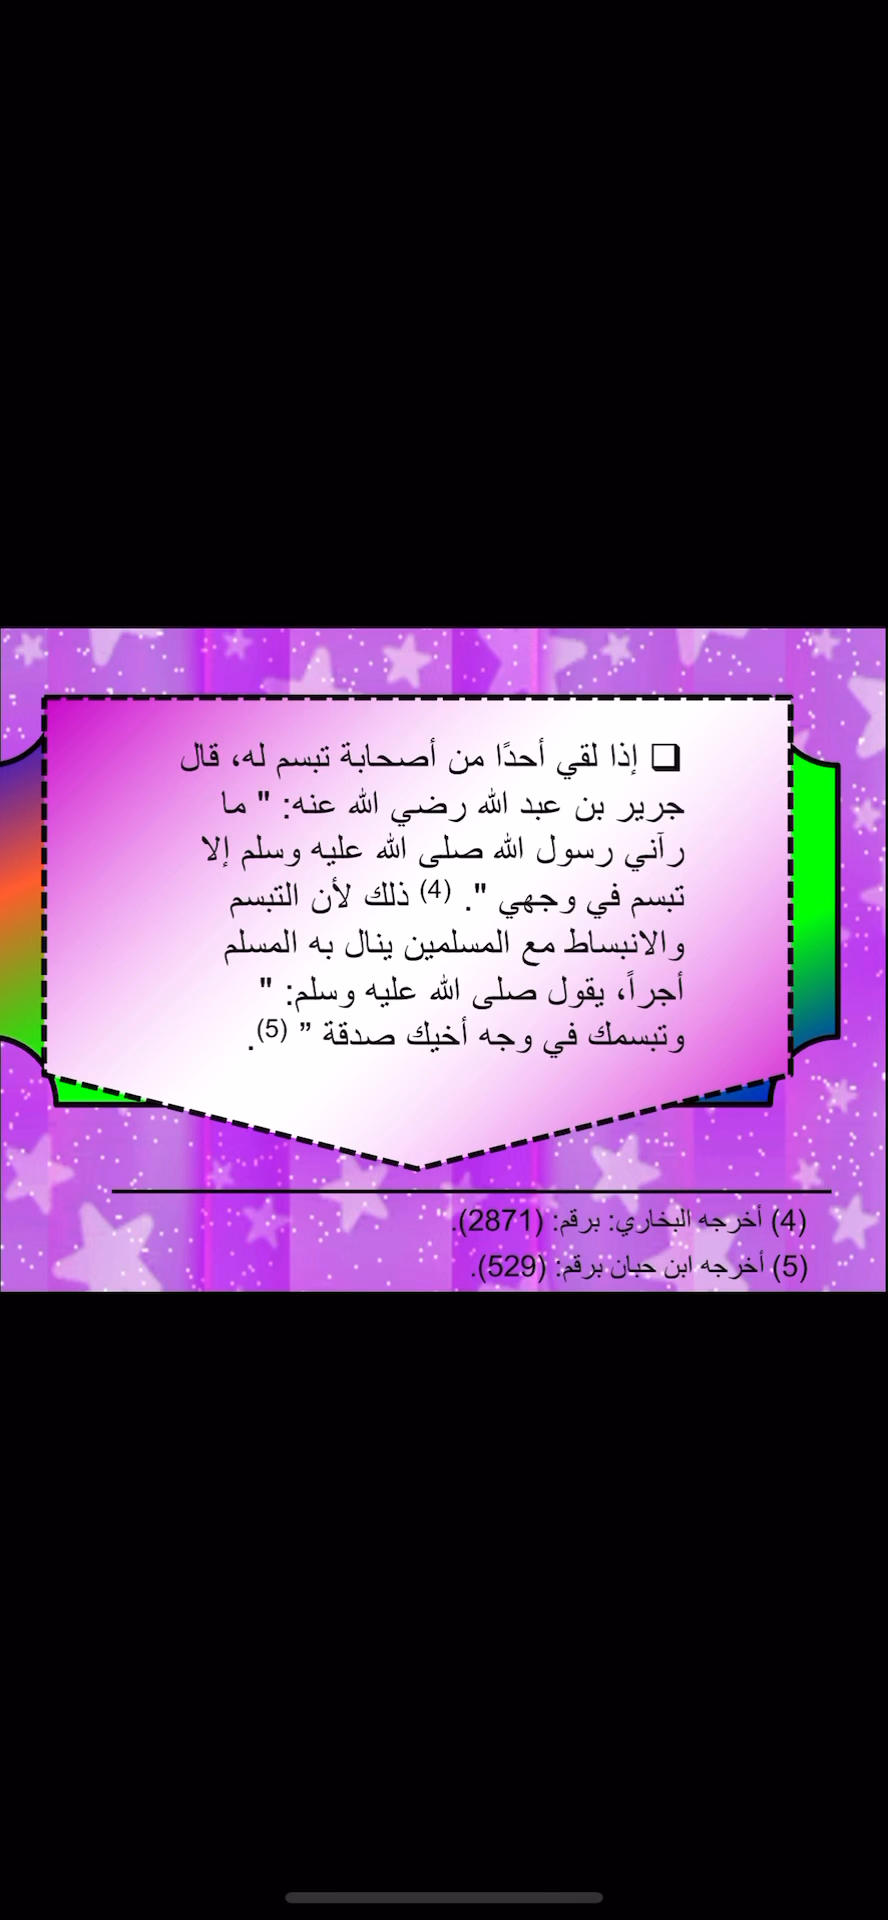 ❑ إذا لقي أحدًا من أصحابة تبسم له، قال
جرير بن عبد الله رضي الله عنه: " ما
رآني رسول الله صلى الله عليه وسلم إلا
تبسم في وجهي ". (4) ذلك لأن التبسم
والانبساط مع المسلمين ينال به المسلم
أجراً، يقول صلى الله عليه وسلم: "
وتبسمك في وجه أخيك صدقة ” (5).
(4) أخرجه البخاري: برقم: (2871).
(5) أخرجه ابن حبان برقم: (529).